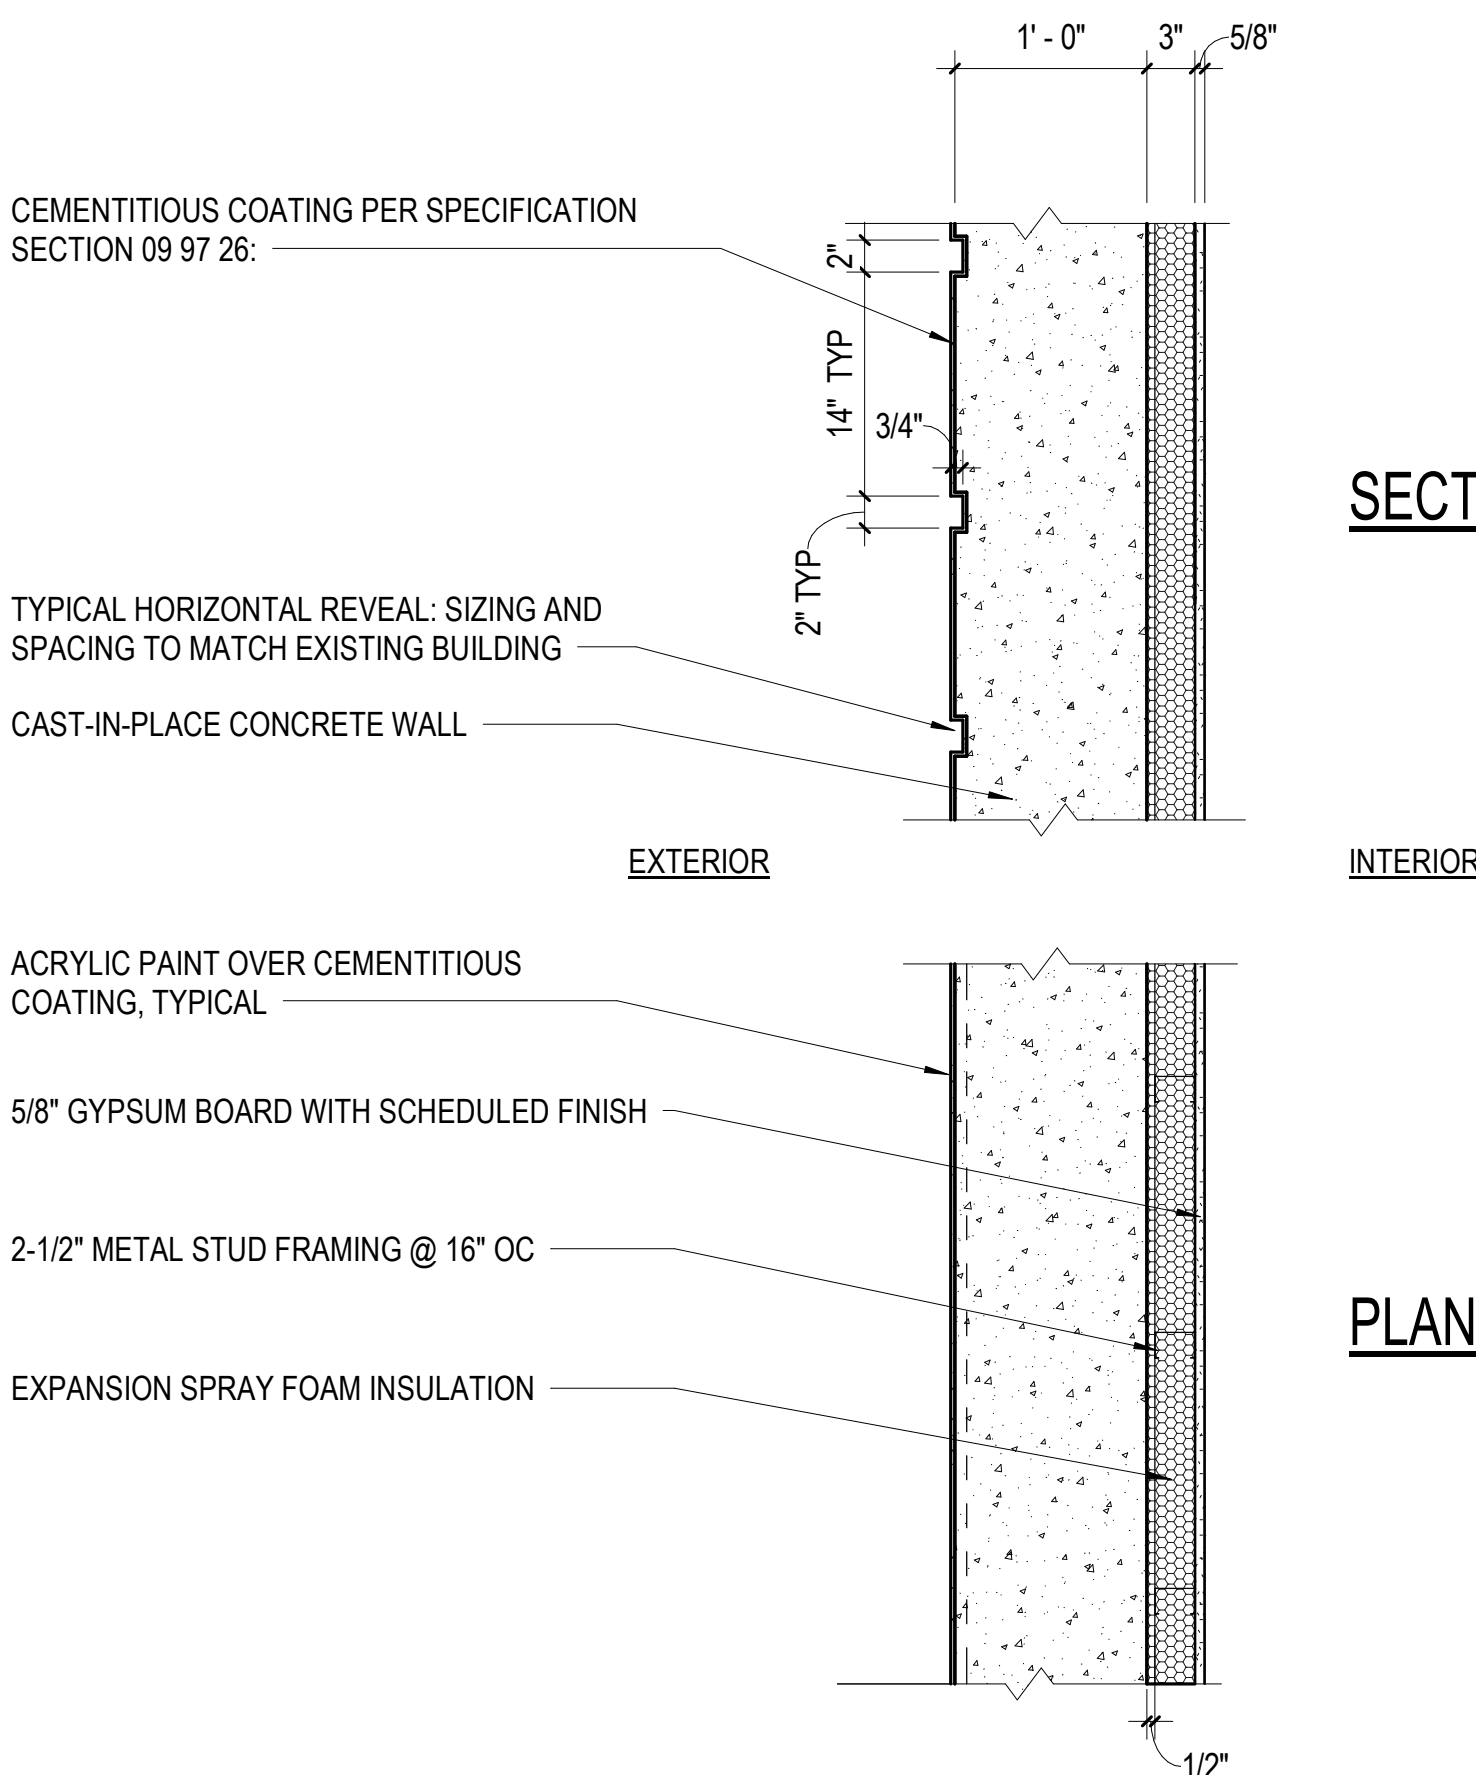 1' - 0" 3" 5/8"
CEMENTITIOUS COATING PER SPECIFICATION
SECTION 09 97 26:
2"
14" TYP
3/4"
2" TYP
SECT
TYPICAL HORIZONTAL REVEAL: SIZING AND
SPACING TO MATCH EXISTING BUILDING
CAST-IN-PLACE CONCRETE WALL
EXTERIOR
INTERIOR
ACRYLIC PAINT OVER CEMENTITIOUS
COATING, TYPICAL
5/8" GYPSUM BOARD WITH SCHEDULED FINISH
2-1/2" METAL STUD FRAMING @ 16" OC
PLAN
EXPANSION SPRAY FOAM INSULATION
1/2"